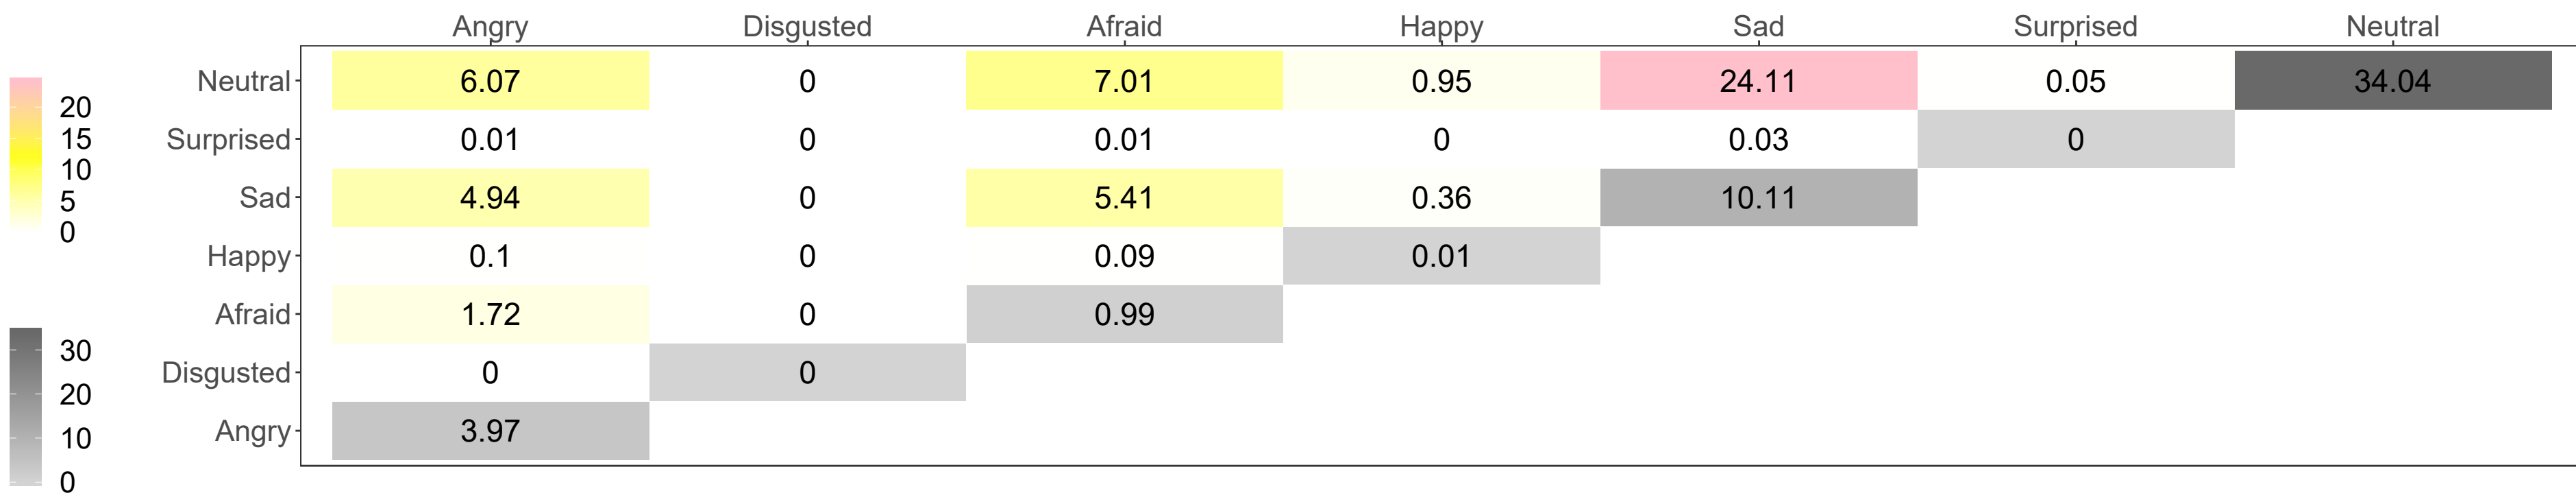 Angry Disgusted Afraid Happy Sad Surprised Neutral
Neutral 6.07 0 7.01 0.95 24.11 0.05 34.04
Surprised 0.01 0 0.01 0 0.03 0
Sad 4.94 0 5.41 0.36 10.11
Happy 0.1 0 0.09 0.01
Afraid 1.72 0 0.99
Disgusted 0 0
Angry 3.97
20
15
10
5
0
30
20
10
0